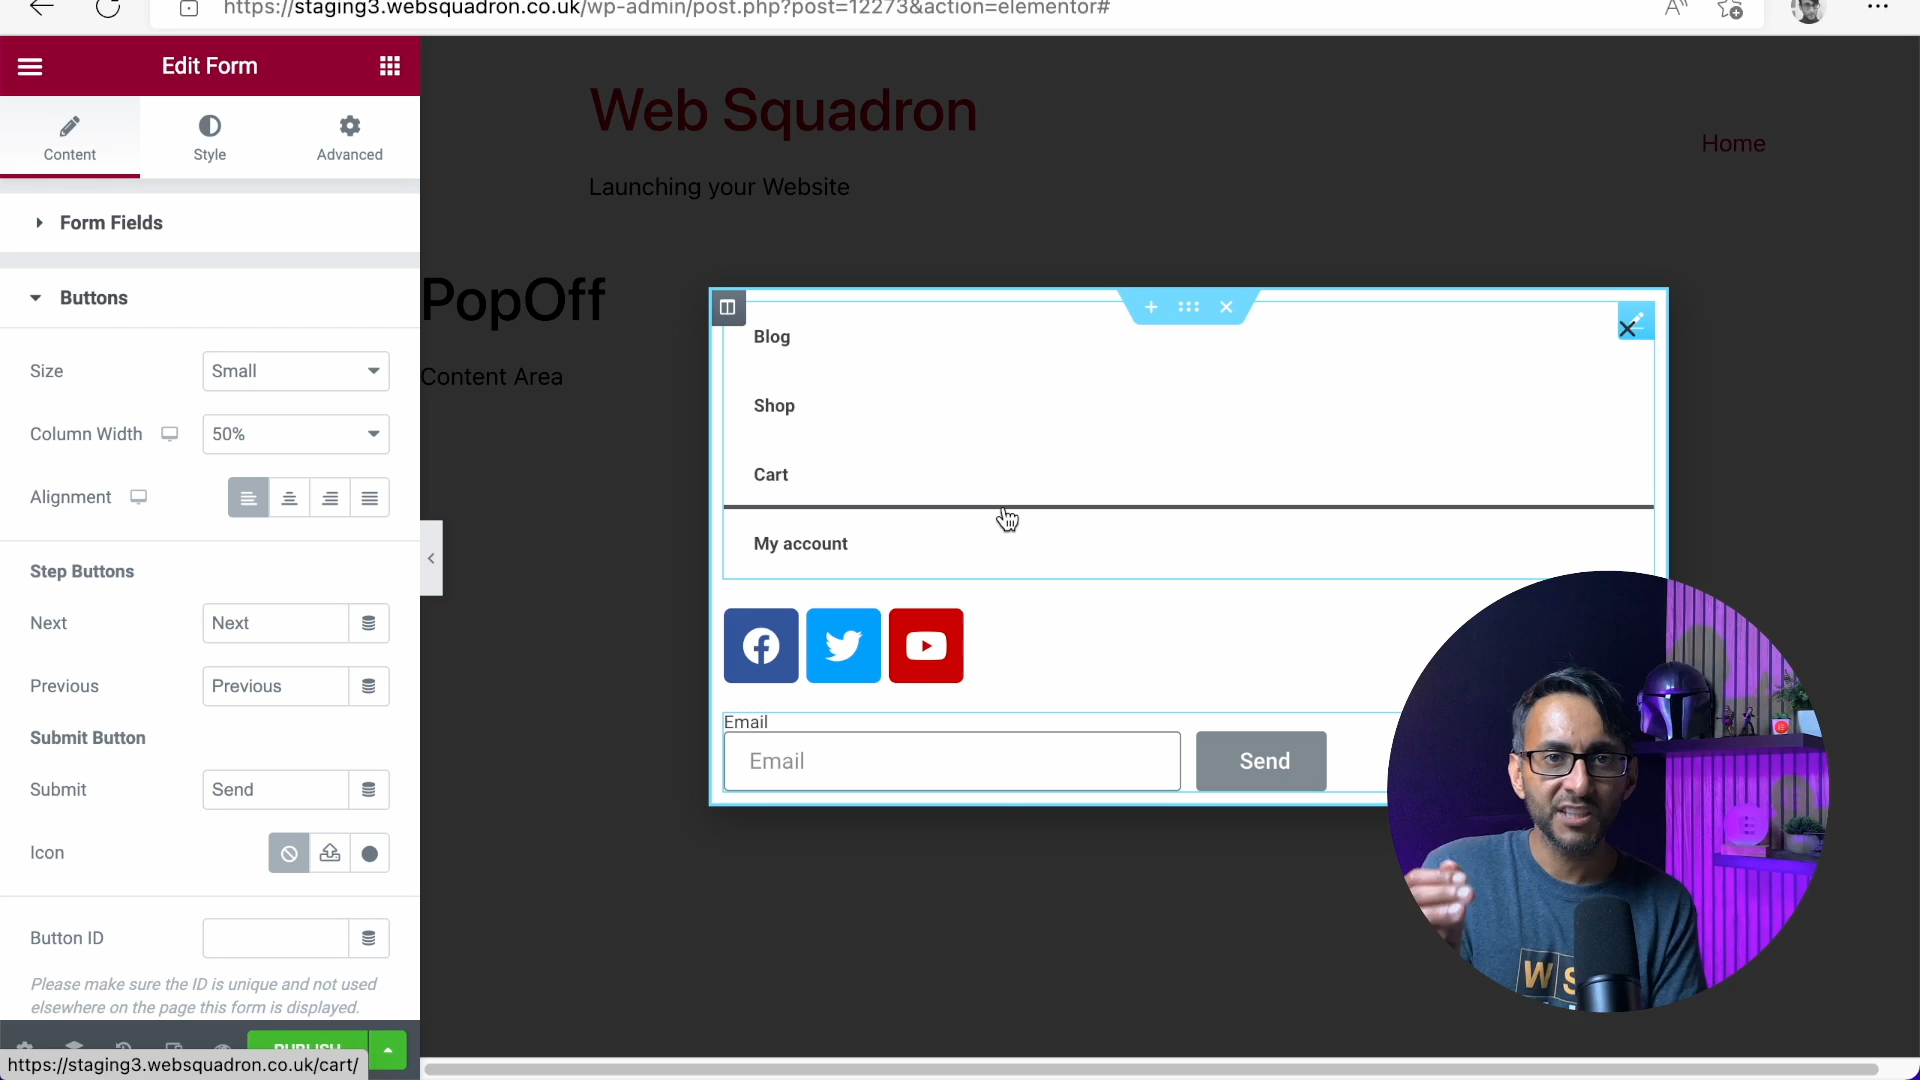 https://staging3.websquadron.co.uk/wp-admin/post.php?post=12273&action=elementor#
Edit Form
Content
Style
Advanced
Form Fields
Buttons
Size
Small
Column Width
50%
Alignment
Step Buttons
Next
Next
Previous
Previous
Submit Button
Submit
Send
Icon
Button ID
Please make sure the ID is unique and not used
elsewhere on the page this form is displayed.
PUBLISH
https://staging3.websquadron.co.uk/cart/
Web Squadron
Launching your Website
Home
PopOff
Content Area
Blog
Shop
Cart
My account
Email
Email
Send